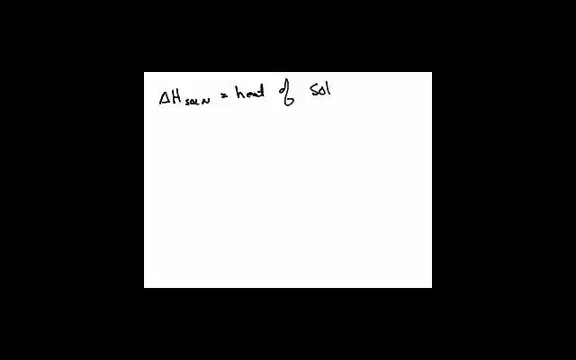 ΔH SOLN = heat of Sol